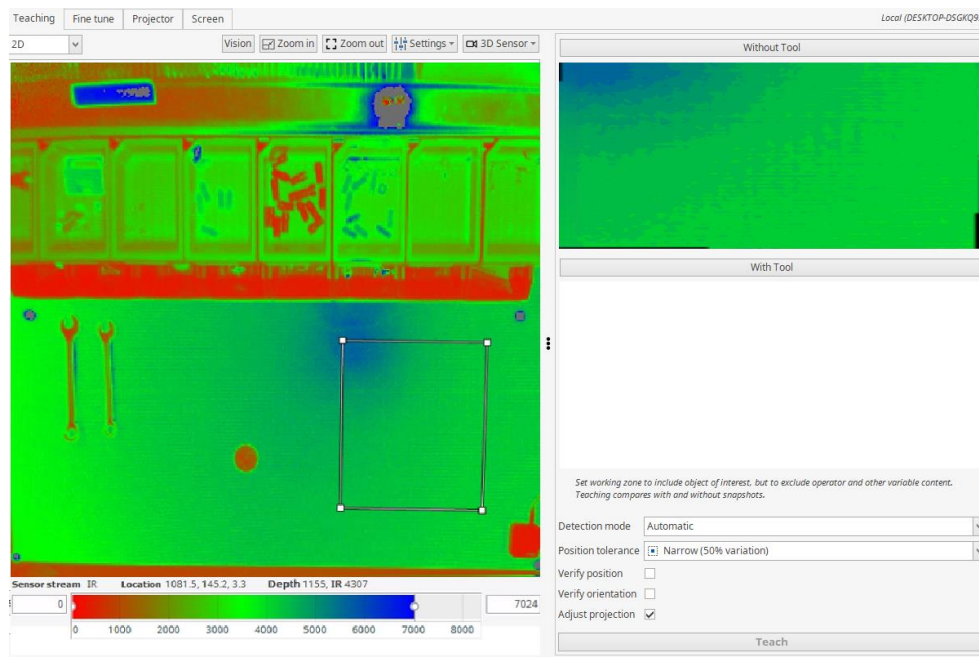 Teaching Fine tune Projector Screen
Local (DESKTOP-DSGKQ9
2D Vision Zoom in Zoom out Settings 3D Sensor
Without Tool
With Tool
Set working zone to include object of interest, but to exclude operator and other variable content.
Teaching compares with and without snapshots.
Detection mode Automatic
Position tolerance Narrow (50% variation)
Verify position
Verify orientation
Adjust projection
Teach
Sensor stream IR Location 1081.5, 145.2, 3.3 Depth 1155, IR 4307
0 7024
0 1000 2000 3000 4000 5000 6000 7000 8000